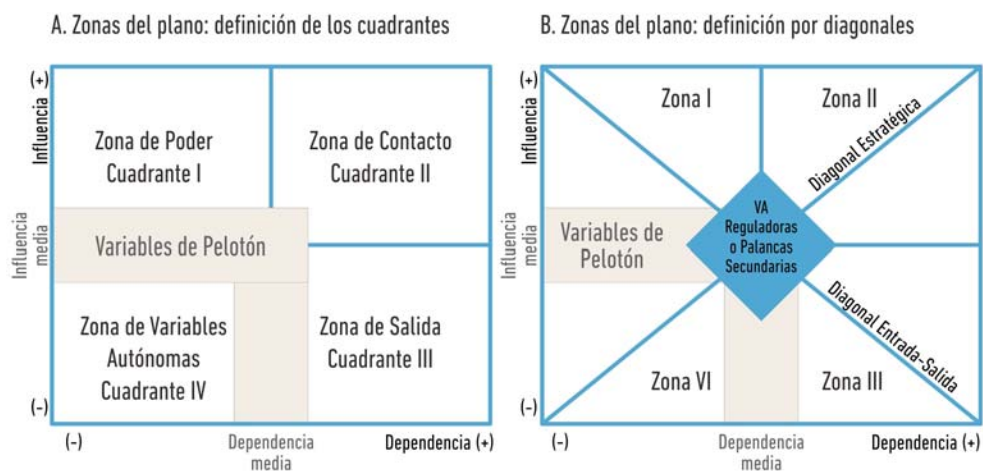 A. Zonas del plano: definición de los cuadrantes
Influencia (+)
Influencia
media
(-)
Zona de Poder
Cuadrante I
Zona de Contacto
Cuadrante II
Variables de Pelotón
Zona de Variables
Autónomas
Cuadrante IV
Zona de Salida
Cuadrante III
(-)
Dependencia
media
Dependencia (+)
B. Zonas del plano: definición por diagonales
Influencia (+)
Influencia
media
(-)
Zona I
Zona II
Diagonal Estratégica
Variables de
Pelotón
VA
Reguladoras
o Palancas
Secundarias
Diagonal Entrada-Salida
Zona VI
Zona III
(-)
Dependencia
media
Dependencia (+)